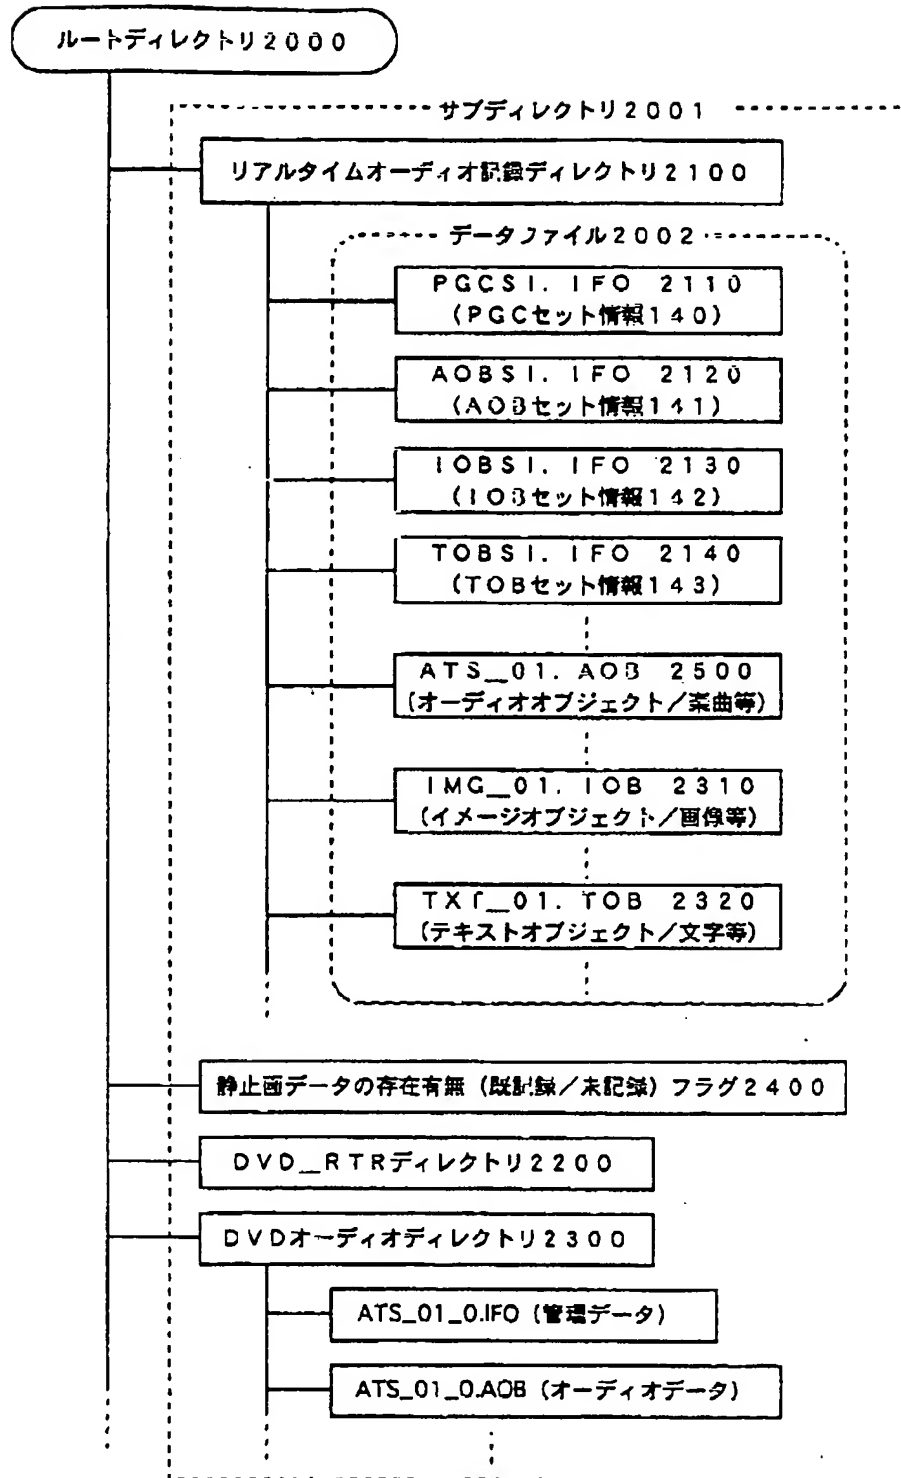 ルートディレクトリ2000
サブディレクトリ2001
リアルタイムオーディオ記録ディレクトリ2100
データファイル2002
PGCSI. IFO 2110
(PGCセット情報140)
AOBSI. IFO 2120
(AOBセット情報141)
IOBSI. IFO 2130
(IOBセット情報142)
TOBSI. IFO 2140
(TOBセット情報143)
ATS_01. AOB 2500
(オーディオオブジェクト/楽曲等)
IMG_01. IOB 2310
(イメージオブジェクト/画像等)
TXT_01. TOB 2320
(テキストオブジェクト/文字等)
静止画データの存在有無(既記録/未記録)フラグ2400
DVD_RTRディレクトリ2200
DVDオーディオディレクトリ2300
ATS_01_0.IFO (管理データ)
ATS_01_0.AOB (オーディオデータ)